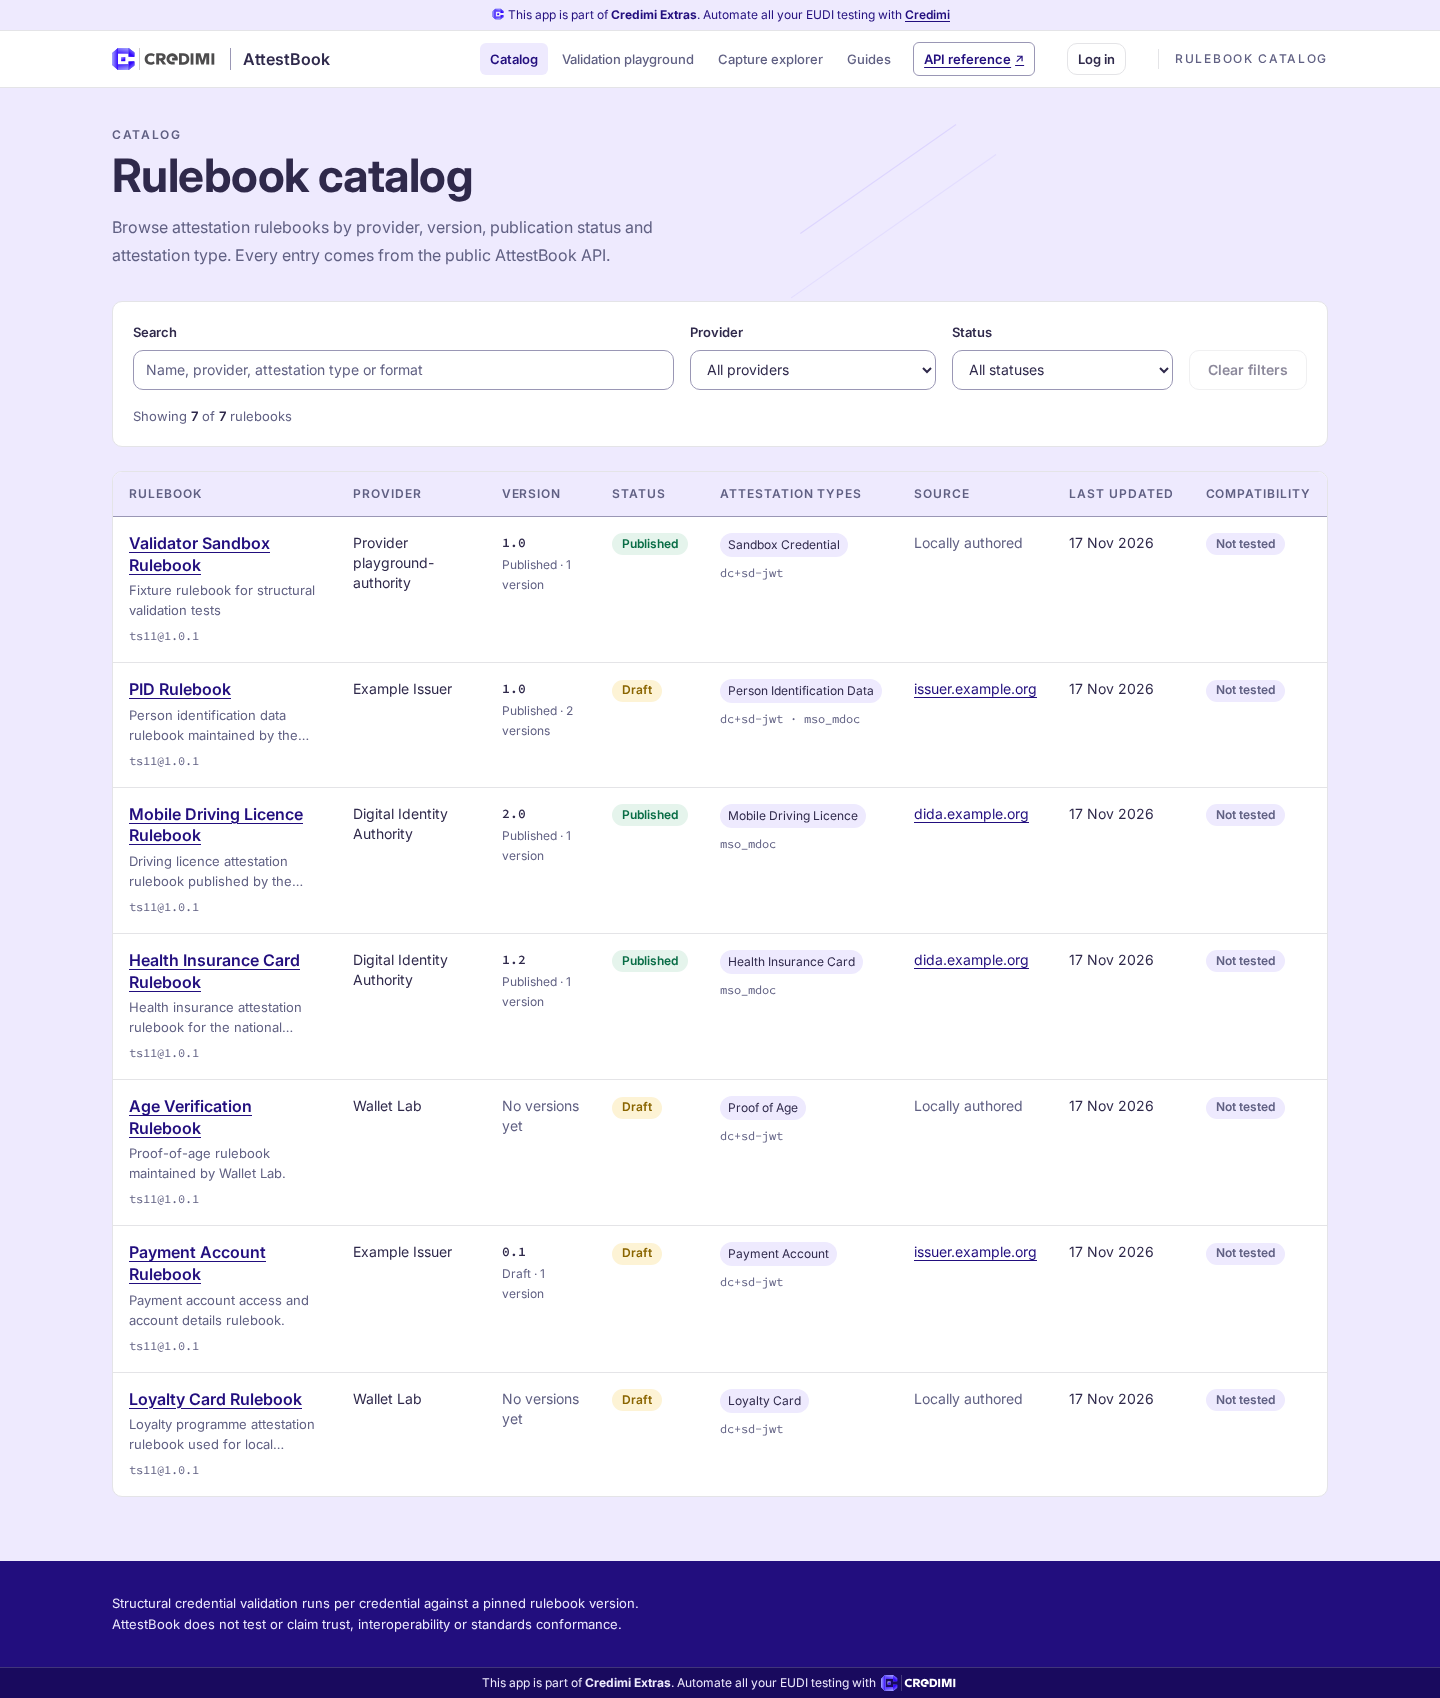 This app is part of Credimi Extras. Automate all your EUDI testing with Credimi
CREDIMI
AttestBook
Catalog
Validation playground
Capture explorer
Guides
API reference ↗
Log in
RULEBOOK CATALOG
CATALOG
Rulebook catalog
Browse attestation rulebooks by provider, version, publication status and
attestation type. Every entry comes from the public AttestBook API.
Search
Provider
Status
Name, provider, attestation type or format
All providers
All statuses
Clear filters
Showing 7 of 7 rulebooks
RULEBOOK PROVIDER VERSION STATUS ATTESTATION TYPES SOURCE LAST UPDATED COMPATIBILITY
Validator Sandbox
Rulebook
Fixture rulebook for structural
validation tests
ts11@1.0.1
Provider
playground-
authority
1.0
Published · 1
version
Published
Sandbox Credential
dc+sd-jwt
Locally authored
17 Nov 2026
Not tested
PID Rulebook
Person identification data
rulebook maintained by the…
ts11@1.0.1
Example Issuer
1.0
Published · 2
versions
Draft
Person Identification Data
dc+sd-jwt · mso_mdoc
issuer.example.org
17 Nov 2026
Not tested
Mobile Driving Licence
Rulebook
Driving licence attestation
rulebook published by the…
ts11@1.0.1
Digital Identity
Authority
2.0
Published · 1
version
Published
Mobile Driving Licence
mso_mdoc
dida.example.org
17 Nov 2026
Not tested
Health Insurance Card
Rulebook
Health insurance attestation
rulebook for the national…
ts11@1.0.1
Digital Identity
Authority
1.2
Published · 1
version
Published
Health Insurance Card
mso_mdoc
dida.example.org
17 Nov 2026
Not tested
Age Verification
Rulebook
Proof-of-age rulebook
maintained by Wallet Lab.
ts11@1.0.1
Wallet Lab
No versions
yet
Draft
Proof of Age
dc+sd-jwt
Locally authored
17 Nov 2026
Not tested
Payment Account
Rulebook
Payment account access and
account details rulebook.
ts11@1.0.1
Example Issuer
0.1
Draft · 1
version
Draft
Payment Account
dc+sd-jwt
issuer.example.org
17 Nov 2026
Not tested
Loyalty Card Rulebook
Loyalty programme attestation
rulebook used for local…
ts11@1.0.1
Wallet Lab
No versions
yet
Draft
Loyalty Card
dc+sd-jwt
Locally authored
17 Nov 2026
Not tested
Structural credential validation runs per credential against a pinned rulebook version.
AttestBook does not test or claim trust, interoperability or standards conformance.
This app is part of Credimi Extras. Automate all your EUDI testing with CREDIMI